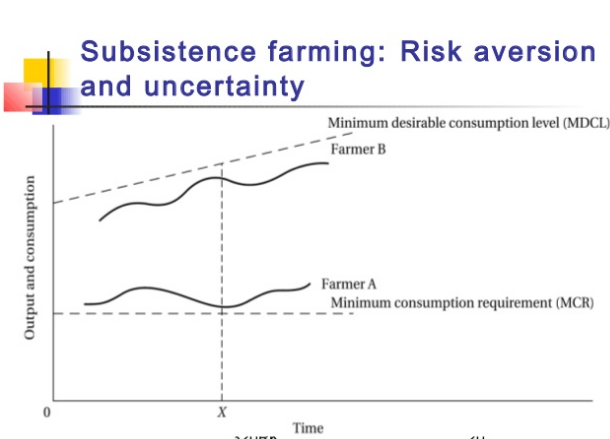 Subsistence farming: Risk aversion
and uncertainty
Minimum desirable consumption level (MDCL)
Farmer B
Output and consumption
Farmer A
Minimum consumption requirement (MCR)
0
X
Time